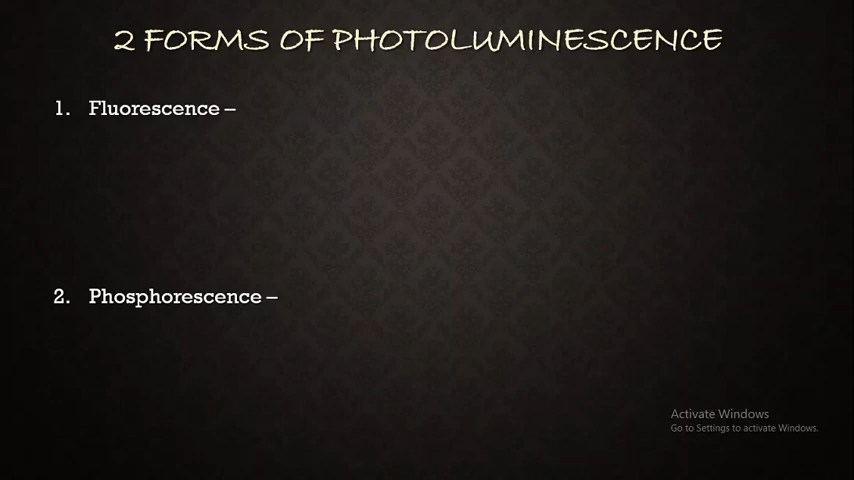 2 FORMS OF PHOTOLUMINESCENCE
1. Fluorescence –
2. Phosphorescence –
Activate Windows
Go to Settings to activate Windows.